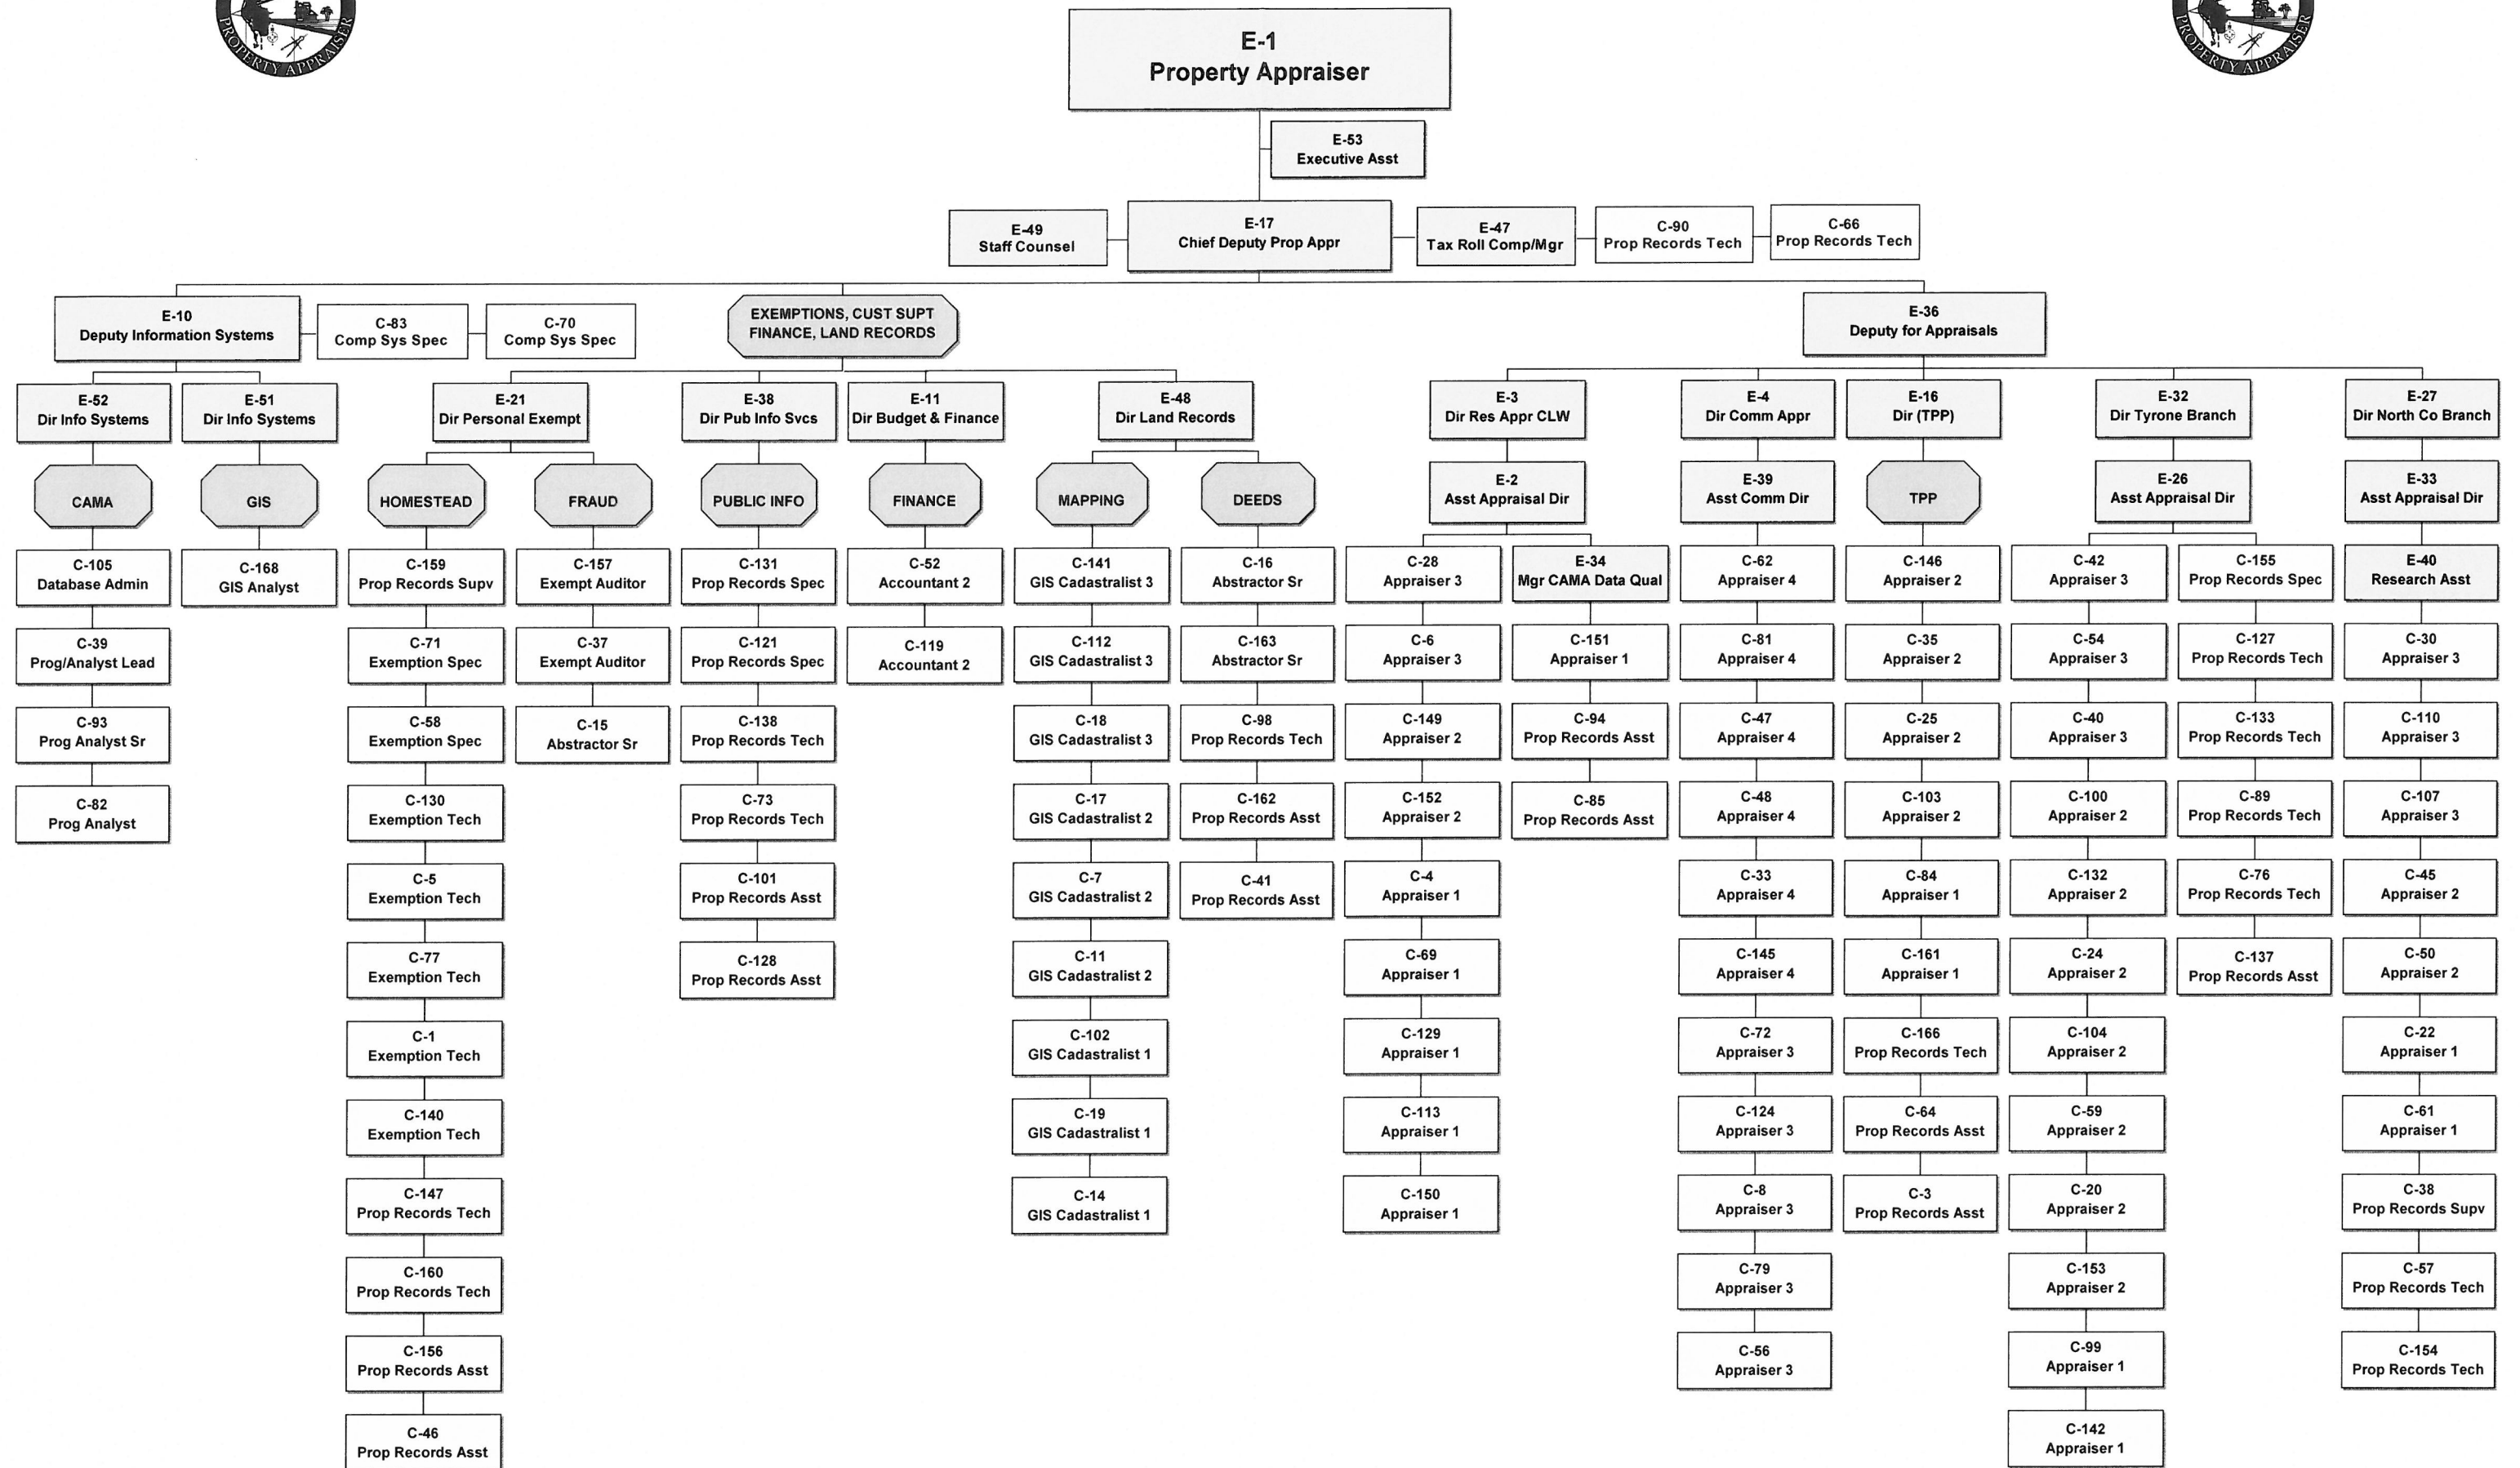 PROPERTY APPRAISER
PROPERTY APPRAISER
E-1
Property Appraiser
E-53
Executive Asst
E-49
Staff Counsel
E-17
Chief Deputy Prop Appr
E-47
Tax Roll Comp/Mgr
C-90
Prop Records Tech
C-66
Prop Records Tech
E-10
Deputy Information Systems
C-83
Comp Sys Spec
C-70
Comp Sys Spec
EXEMPTIONS, CUST SUPT
FINANCE, LAND RECORDS
E-36
Deputy for Appraisals
E-52
Dir Info Systems
E-51
Dir Info Systems
E-21
Dir Personal Exempt
E-38
Dir Pub Info Svcs
E-11
Dir Budget & Finance
E-48
Dir Land Records
E-3
Dir Res Appr CLW
E-4
Dir Comm Appr
E-16
Dir (TPP)
E-32
Dir Tyrone Branch
E-27
Dir North Co Branch
CAMA
GIS
HOMESTEAD
FRAUD
PUBLIC INFO
FINANCE
MAPPING
DEEDS
E-2
Asst Appraisal Dir
E-39
Asst Comm Dir
TPP
E-26
Asst Appraisal Dir
E-33
Asst Appraisal Dir
C-105
Database Admin
C-168
GIS Analyst
C-159
Prop Records Supv
C-157
Exempt Auditor
C-131
Prop Records Spec
C-52
Accountant 2
C-141
GIS Cadastralist 3
C-16
Abstractor Sr
C-28
Appraiser 3
E-34
Mgr CAMA Data Qual
C-62
Appraiser 4
C-146
Appraiser 2
C-42
Appraiser 3
C-155
Prop Records Spec
E-40
Research Asst
C-39
Prog/Analyst Lead
C-71
Exemption Spec
C-37
Exempt Auditor
C-121
Prop Records Spec
C-119
Accountant 2
C-112
GIS Cadastralist 3
C-163
Abstractor Sr
C-6
Appraiser 3
C-151
Appraiser 1
C-81
Appraiser 4
C-35
Appraiser 2
C-54
Appraiser 3
C-127
Prop Records Tech
C-30
Appraiser 3
C-93
Prog Analyst Sr
C-58
Exemption Spec
C-15
Abstractor Sr
C-138
Prop Records Tech
C-18
GIS Cadastralist 3
C-98
Prop Records Tech
C-149
Appraiser 2
C-94
Prop Records Asst
C-47
Appraiser 4
C-25
Appraiser 2
C-40
Appraiser 3
C-133
Prop Records Tech
C-110
Appraiser 3
C-82
Prog Analyst
C-130
Exemption Tech
C-73
Prop Records Tech
C-17
GIS Cadastralist 2
C-162
Prop Records Asst
C-152
Appraiser 2
C-85
Prop Records Asst
C-48
Appraiser 4
C-103
Appraiser 2
C-100
Appraiser 2
C-89
Prop Records Tech
C-107
Appraiser 3
C-5
Exemption Tech
C-101
Prop Records Asst
C-7
GIS Cadastralist 2
C-41
Prop Records Asst
C-4
Appraiser 1
C-33
Appraiser 4
C-84
Appraiser 1
C-132
Appraiser 2
C-76
Prop Records Tech
C-45
Appraiser 2
C-77
Exemption Tech
C-128
Prop Records Asst
C-11
GIS Cadastralist 2
C-69
Appraiser 1
C-145
Appraiser 4
C-161
Appraiser 1
C-24
Appraiser 2
C-137
Prop Records Asst
C-50
Appraiser 2
C-1
Exemption Tech
C-102
GIS Cadastralist 1
C-129
Appraiser 1
C-72
Appraiser 3
C-166
Prop Records Tech
C-104
Appraiser 2
C-22
Appraiser 1
C-140
Exemption Tech
C-19
GIS Cadastralist 1
C-113
Appraiser 1
C-124
Appraiser 3
C-64
Prop Records Asst
C-59
Appraiser 2
C-61
Appraiser 1
C-147
Prop Records Tech
C-14
GIS Cadastralist 1
C-150
Appraiser 1
C-8
Appraiser 3
C-3
Prop Records Asst
C-20
Appraiser 2
C-38
Prop Records Supv
C-160
Prop Records Tech
C-79
Appraiser 3
C-153
Appraiser 2
C-57
Prop Records Tech
C-156
Prop Records Asst
C-56
Appraiser 3
C-99
Appraiser 1
C-154
Prop Records Tech
C-46
Prop Records Asst
C-142
Appraiser 1